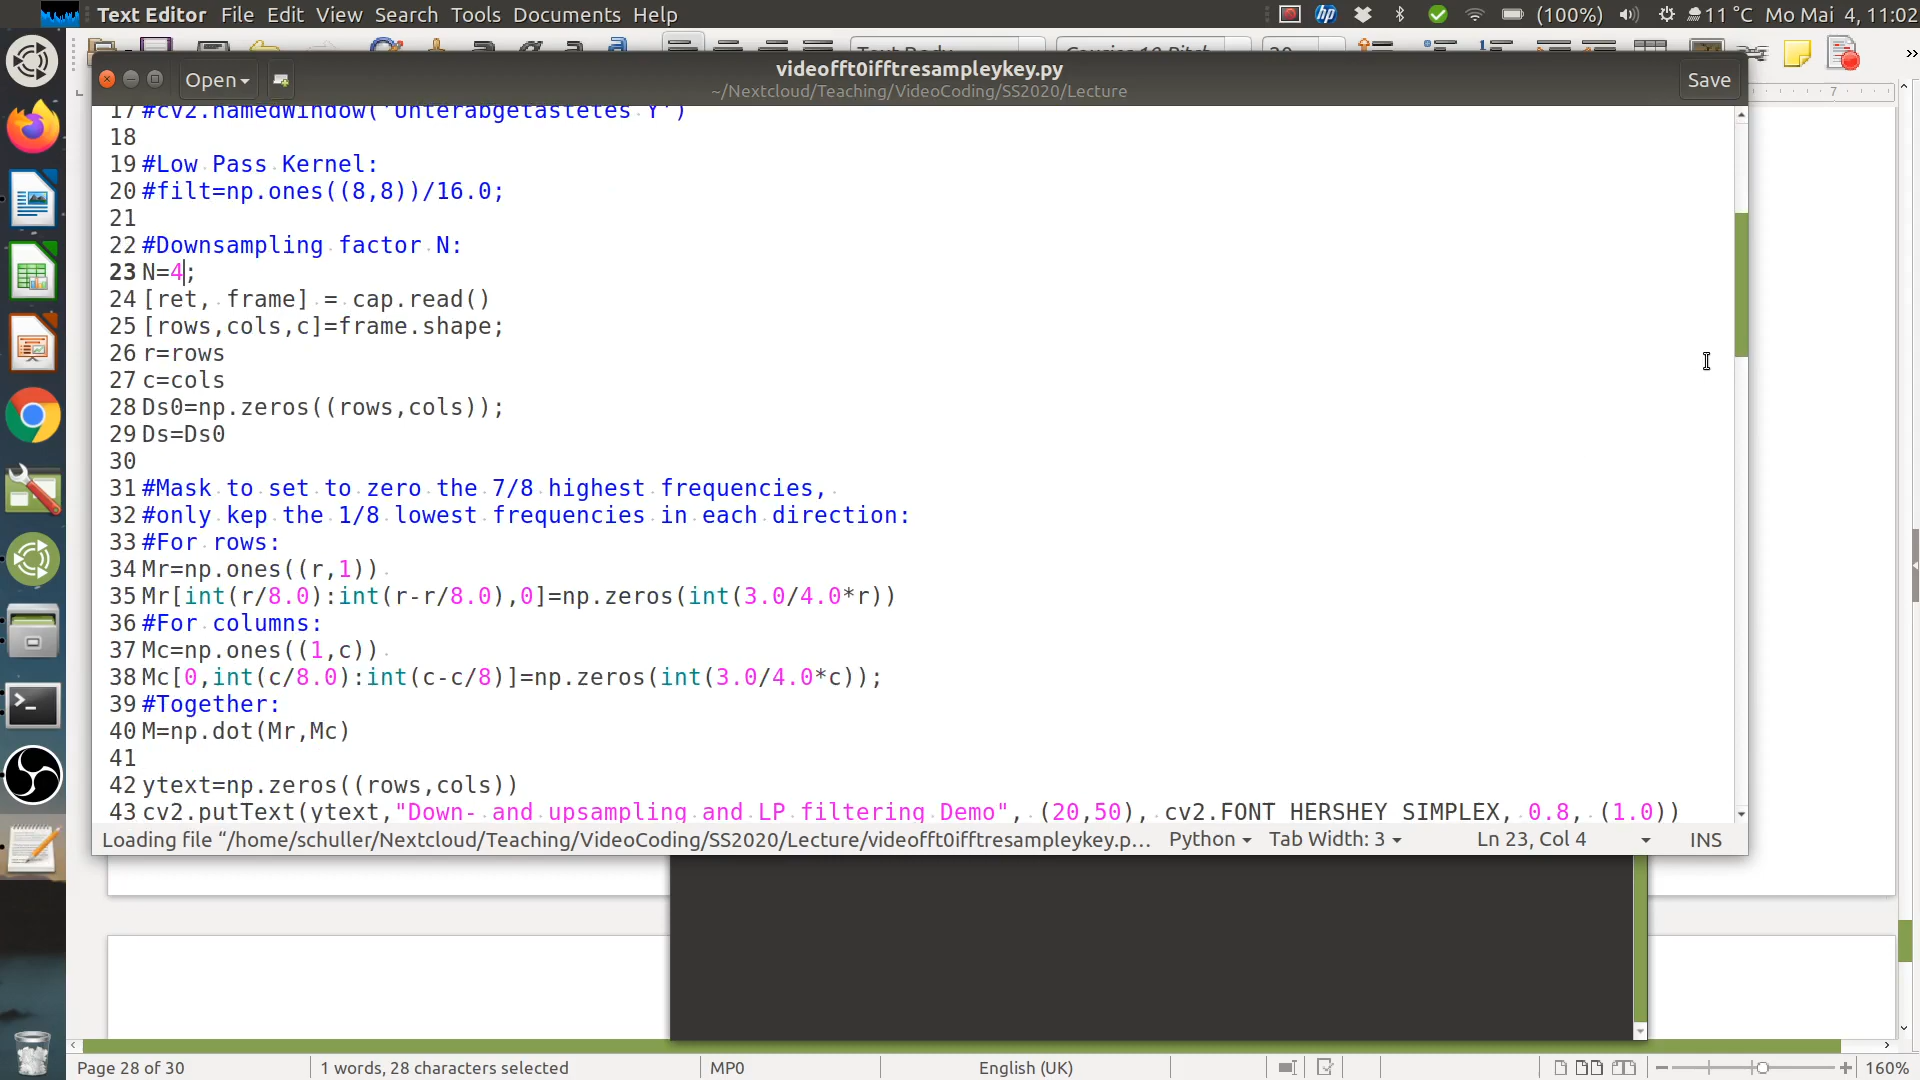 Text Editor File Edit View Search Tools Documents Help
hp (100%) 11 °C Mo Mai 4, 11:02
Open
videofft0ifftresampleykey.py
~/Nextcloud/Teaching/VideoCoding/SS2020/Lecture
Save
7
17 #cv2.namedWindow('Unterabgetastetes Y')
18
19 #Low Pass Kernel:
20 #filt=np.ones((8,8))/16.0;
21
22 #Downsampling factor N:
23 N=4;
24 [ret, frame] = cap.read()
25 [rows,cols,c]=frame.shape;
26 r=rows
27 c=cols
28 Ds0=np.zeros((rows,cols));
29 Ds=Ds0
30
31 #Mask to set to zero the 7/8 highest frequencies,
32 #only kep the 1/8 lowest frequencies in each direction:
33 #For rows:
34 Mr=np.ones((r,1))
35 Mr[int(r/8.0):int(r-r/8.0),0]=np.zeros(int(3.0/4.0*r))
36 #For columns:
37 Mc=np.ones((1,c))
38 Mc[0,int(c/8.0):int(c-c/8)]=np.zeros(int(3.0/4.0*c));
39 #Together:
40 M=np.dot(Mr,Mc)
41
42 ytext=np.zeros((rows,cols))
43 cv2.putText(ytext,"Down- and upsampling and LP filtering Demo", (20,50), cv2.FONT_HERSHEY_SIMPLEX, 0.8, (1.0))
Loading file “/home/schuller/Nextcloud/Teaching/VideoCoding/SS2020/Lecture/videofft0ifftresampleykey.p… Python Tab Width: 3 Ln 23, Col 4 INS
Page 28 of 30 1 words, 28 characters selected MP0 English (UK) 160%